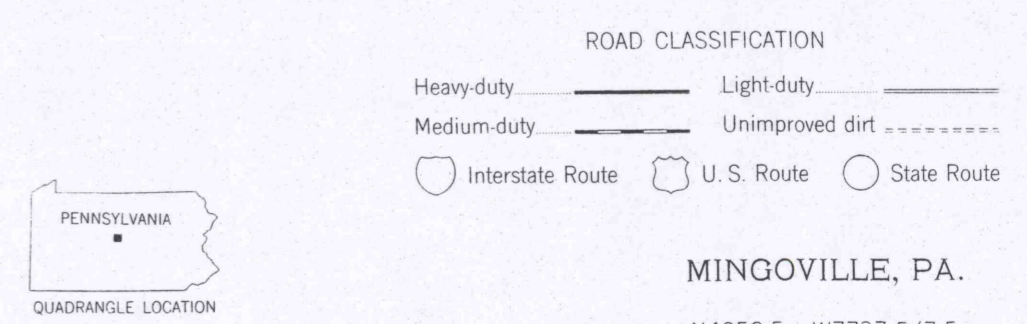 ROAD CLASSIFICATION
Heavy-duty Light-duty
Medium-duty Unimproved dirt
Interstate Route U. S. Route State Route
PENNSYLVANIA
QUADRANGLE LOCATION
MINGOVILLE, PA.